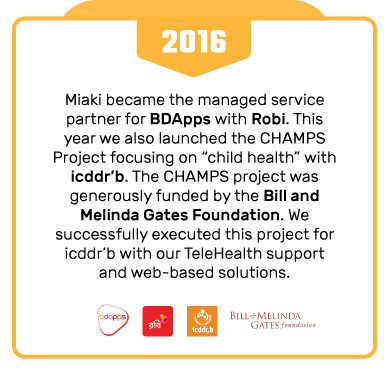 2016
Miaki became the managed service
partner for BDApps with Robi. This
year we also launched the CHAMPS
Project focusing on “child health” with
icddr’b. The CHAMPS project was
generously funded by the Bill and
Melinda Gates Foundation. We
successfully executed this project for
icddr’b with our TeleHealth support
and web-based solutions.
bdapps
রবি
icddr,b
BILL & MELINDA
GATES foundation